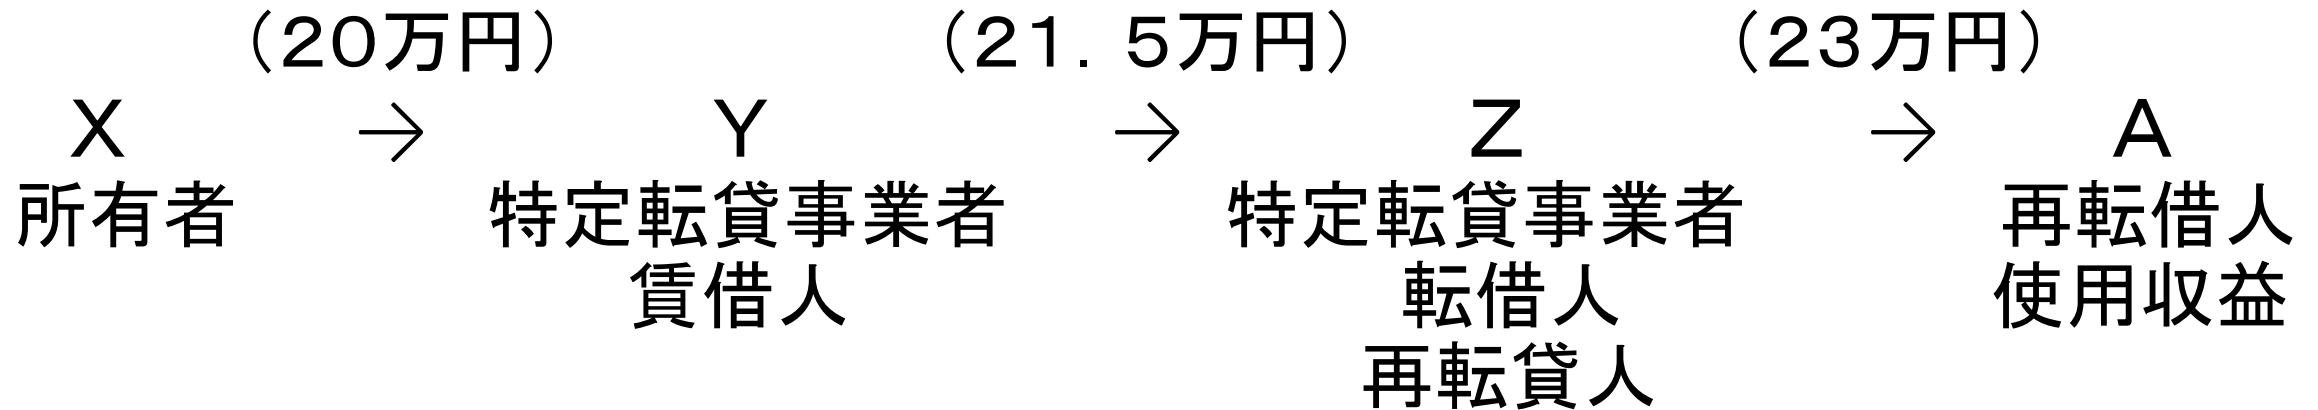 （20万円） （21.5万円） （23万円）
X → Y → Z → A
所有者 特定転貸事業者 特定転貸事業者 再転借人
賃借人 転借人 使用収益
再転貸人